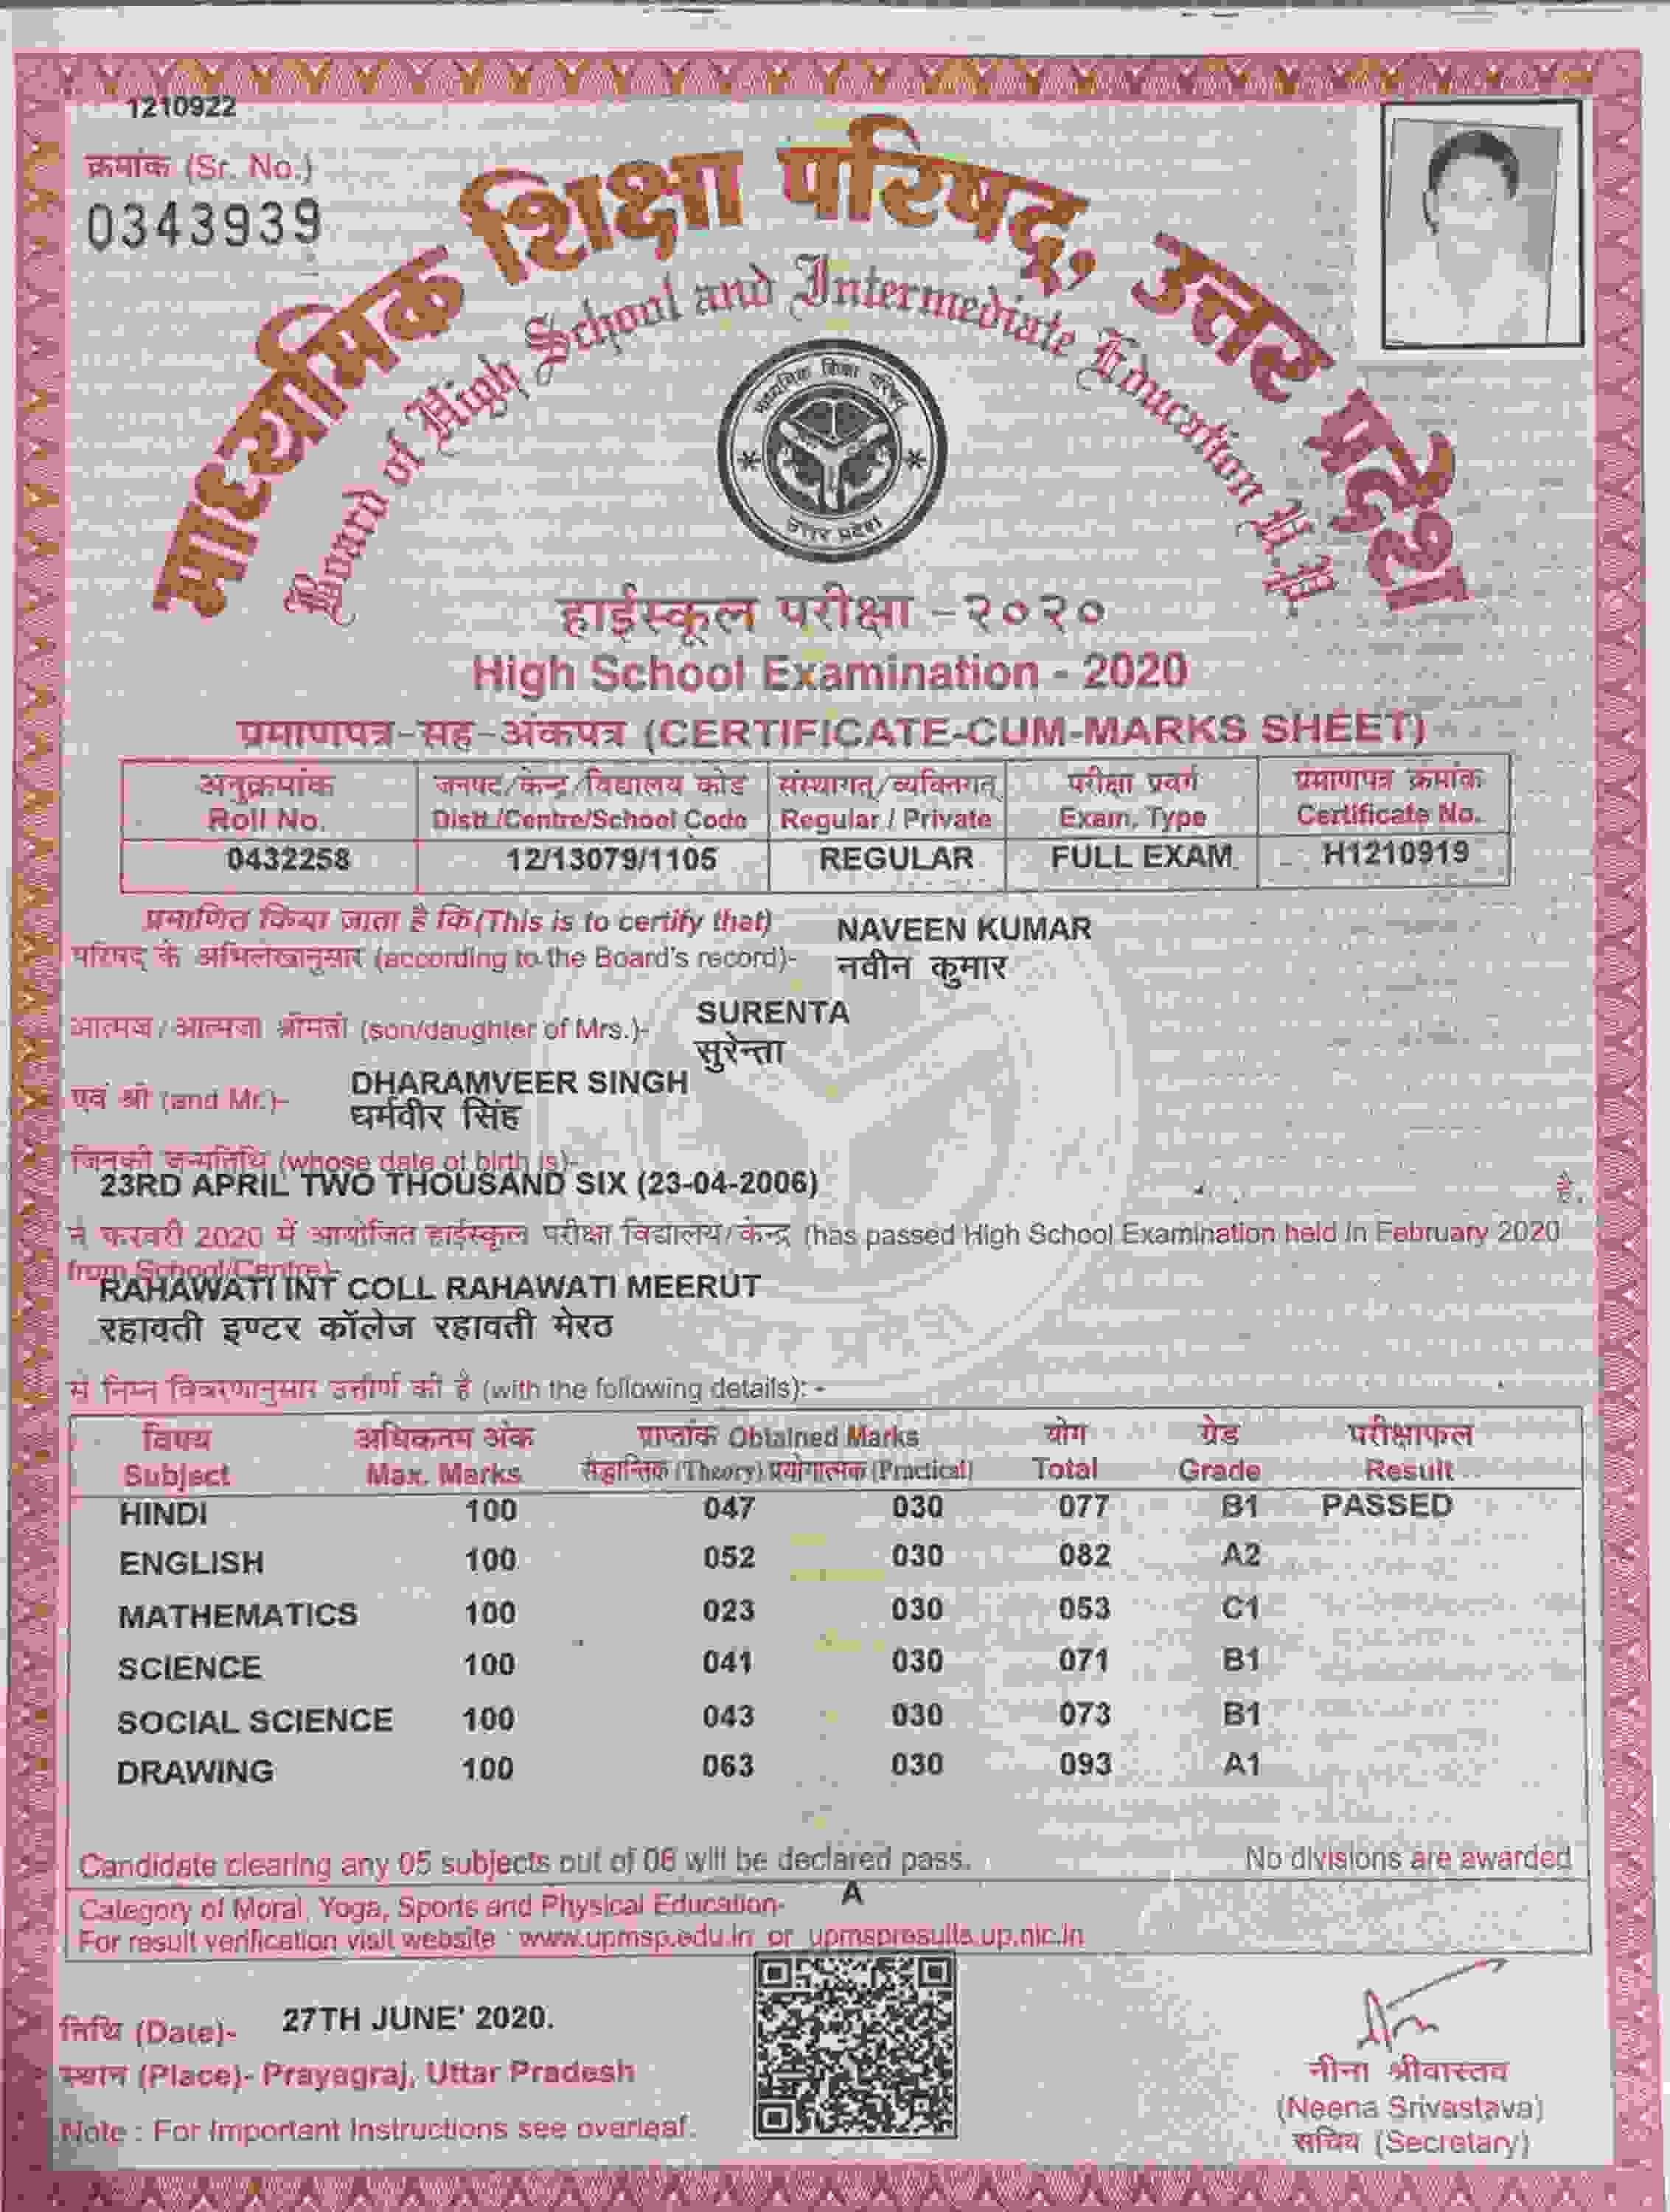 1210922
क्रमांक (Sr. No.)
0343939
माध्यमिक शिक्षा परिषद्, उत्तर प्रदेश
Board of High School and Intermediate Education U.P.
माध्यमिक शिक्षा परिषद्
उत्तर प्रदेश
हाईस्कूल परीक्षा -२०२०
High School Examination - 2020
प्रमाणपत्र-सह-अंकपत्र (CERTIFICATE-CUM-MARKS SHEET)
अनुक्रमांक जनपद/केन्द्र/विद्यालय कोड संस्थागत/व्यक्तिगत परीक्षा प्रवर्ग प्रमाणपत्र क्रमांक
Roll No. Distt./Centre/School Code Regular / Private Exam. Type Certificate No.
0432258 12/13079/1105 REGULAR FULL EXAM H1210919
प्रमाणित किया जाता है कि(This is to certify that) NAVEEN KUMAR
परिषद के अभिलेखानुसार (according to the Board's record)- नवीन कुमार
SURENTA
आत्मज/आत्मजा श्रीमती (son/daughter of Mrs.)- सुरेन्ता
DHARAMVEER SINGH
एवं श्री (and Mr.)- धर्मवीर सिंह
जिनकी जन्मतिथि (whose date of birth is)-
23RD APRIL TWO THOUSAND SIX (23-04-2006) है.
ने फरवरी 2020 में आयोजित हाईस्कूल परीक्षा विद्यालय/केन्द्र (has passed High School Examination held in February 2020
from School/Centre)-
RAHAWATI INT COLL RAHAWATI MEERUT
रहावती इण्टर कॉलेज रहावती मेरठ
से निम्न विवरणानुसार उत्तीर्ण की है (with the following details): -
विषय अधिकतम अंक प्राप्तांक Obtained Marks योग ग्रेड परीक्षाफल
Subject Max. Marks सैद्धान्तिक (Theory) प्रयोगात्मक (Practical) Total Grade Result
HINDI 100 047 030 077 B1 PASSED
ENGLISH 100 052 030 082 A2
MATHEMATICS 100 023 030 053 C1
SCIENCE 100 041 030 071 B1
SOCIAL SCIENCE 100 043 030 073 B1
DRAWING 100 063 030 093 A1
Candidate clearing any 05 subjects out of 06 will be declared pass. No divisions are awarded
Category of Moral, Yoga, Sports and Physical Education- A
For result verification visit website : www.upmsp.edu.in or upmspresults.up.nic.in
तिथि (Date)- 27TH JUNE' 2020.
स्थान (Place)- Prayagraj, Uttar Pradesh
Note : For Important Instructions see overleaf.
नीना श्रीवास्तव
(Neena Srivastava)
सचिव (Secretary)